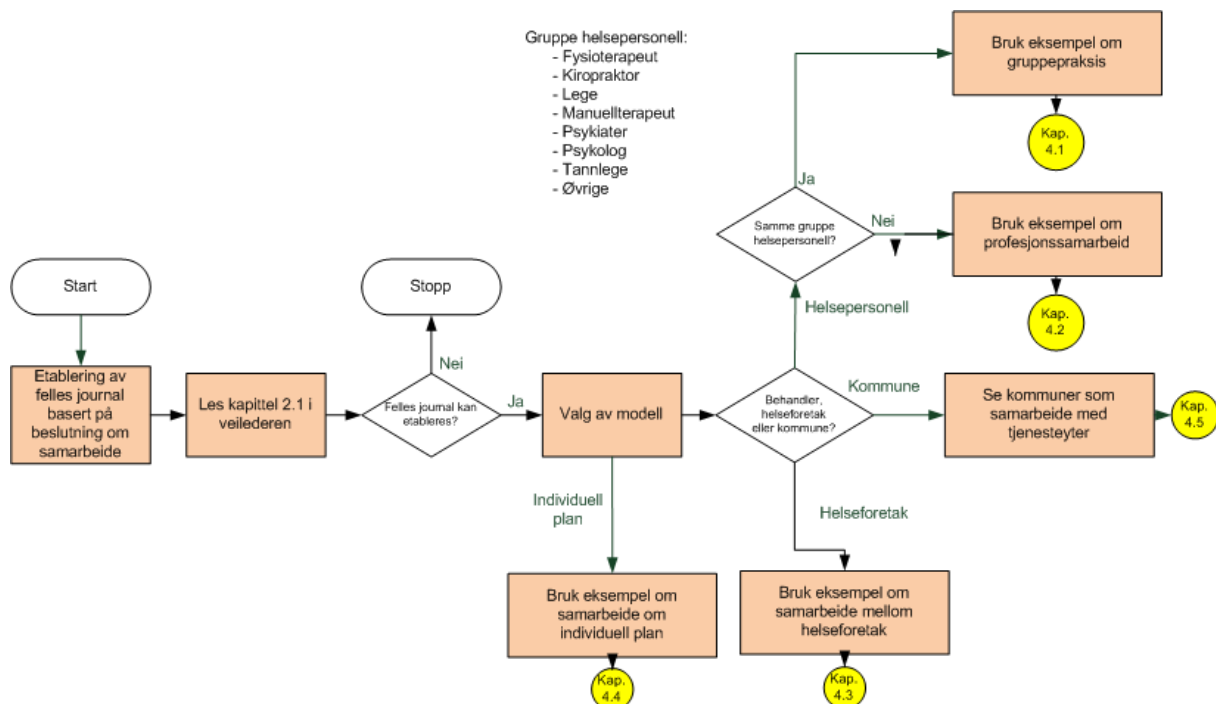 Gruppe helsepersonell:
- Fysioterapeut
- Kiropraktor
- Lege
- Manuellterapeut
- Psykiater
- Psykolog
- Tannlege
- Øvrige
Bruk eksempel om
gruppepraksis
Kap.
4.1
Ja
Samme gruppe
helsepersonell?
Nei
Bruk eksempel om
profesjonssamarbeid
Kap.
4.2
Helsepersonell
Start
Stopp
Etablering av
felles journal
basert på
beslutning om
samarbeide
Les kapittel 2.1 i
veilederen
Nei
Felles journal kan
etableres?
Ja
Valg av modell
Behandler,
helseforetak
eller kommune?
Kommune
Se kommuner som
samarbeide med
tjenesteyter
Kap.
4.5
Individuell
plan
Helseforetak
Bruk eksempel om
samarbeide om
individuell plan
Kap.
4.4
Bruk eksempel om
samarbeide mellom
helseforetak
Kap.
4.3